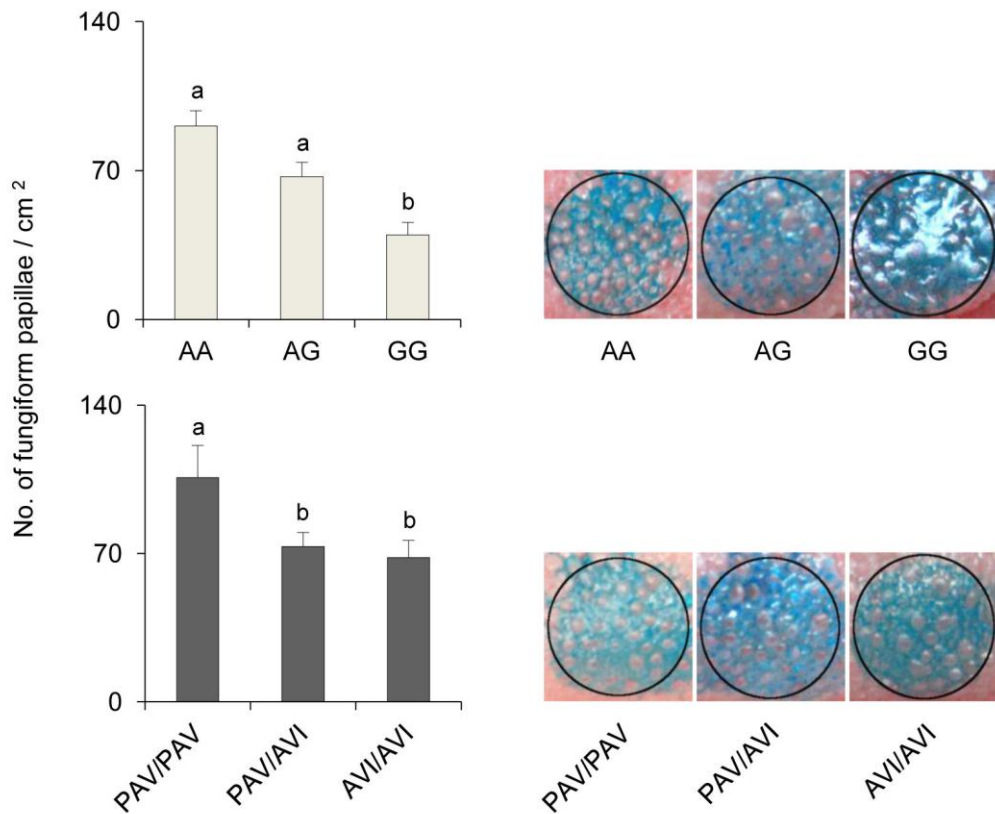 No. of fungiform papillae / cm ²
140
70
0
a
a
b
AA
AG
GG
AA
AG
GG
140
70
0
a
b
b
PAV/PAV
PAV/AVI
AVI/AVI
PAV/PAV
PAV/AVI
AVI/AVI